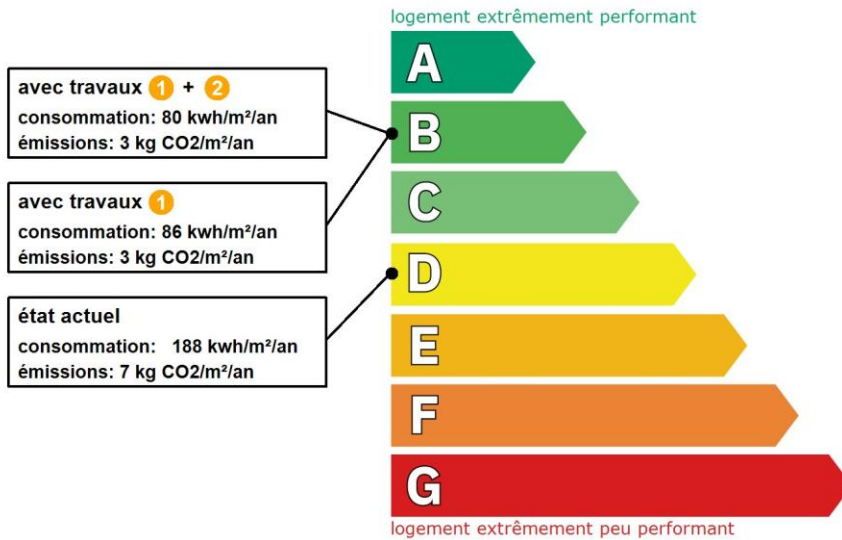 logement extrêmement performant
avec travaux 1 + 2
consommation: 80 kwh/m²/an
émissions: 3 kg CO2/m²/an
avec travaux 1
consommation: 86 kwh/m²/an
émissions: 3 kg CO2/m²/an
état actuel
consommation: 188 kwh/m²/an
émissions: 7 kg CO2/m²/an
A
B
C
D
E
F
G
logement extrêmement peu performant